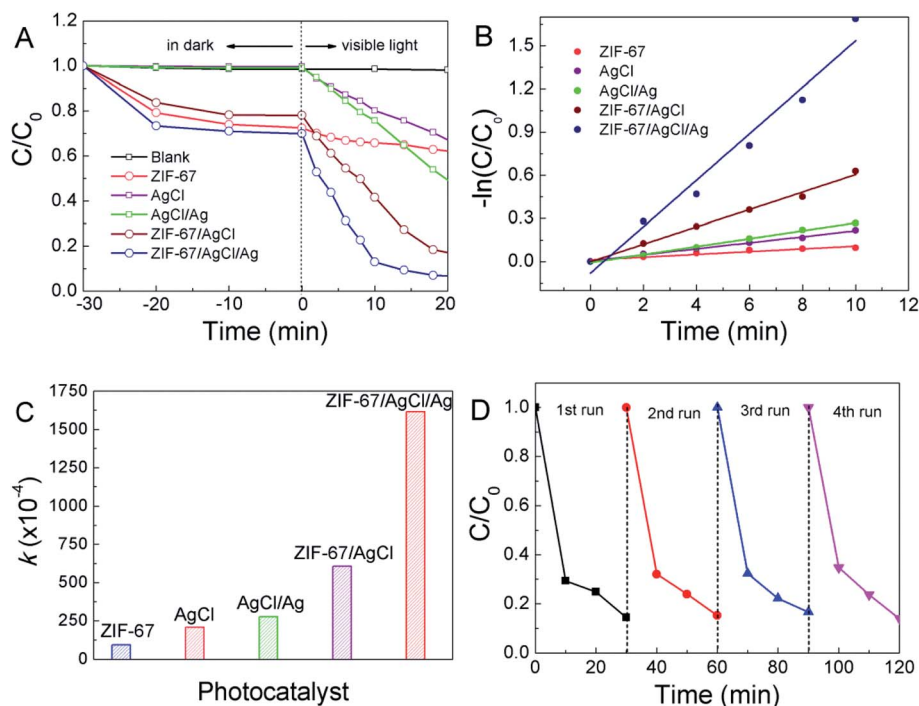 A
in dark
visible light
C/C0
1.2
1.0
0.8
0.6
0.4
0.2
0.0
Blank
ZIF-67
AgCl
AgCl/Ag
ZIF-67/AgCl
ZIF-67/AgCl/Ag
-30 -20 -10 0 0 10 20
Time (min)
B
-ln(C/C0)
1.5
1.2
0.9
0.6
0.3
0.0
ZIF-67
AgCl
AgCl/Ag
ZIF-67/AgCl
ZIF-67/AgCl/Ag
0 2 4 6 8 10 12
Time (min)
C
k (x10-4)
1750
1500
1250
1000
750
500
250
0
ZIF-67
AgCl
AgCl/Ag
ZIF-67/AgCl
ZIF-67/AgCl/Ag
Photocatalyst
D
C/C0
1.0
0.8
0.6
0.4
0.2
0.0
1st run 2nd run 3rd run 4th run
0 20 40 60 80 100 120
Time (min)